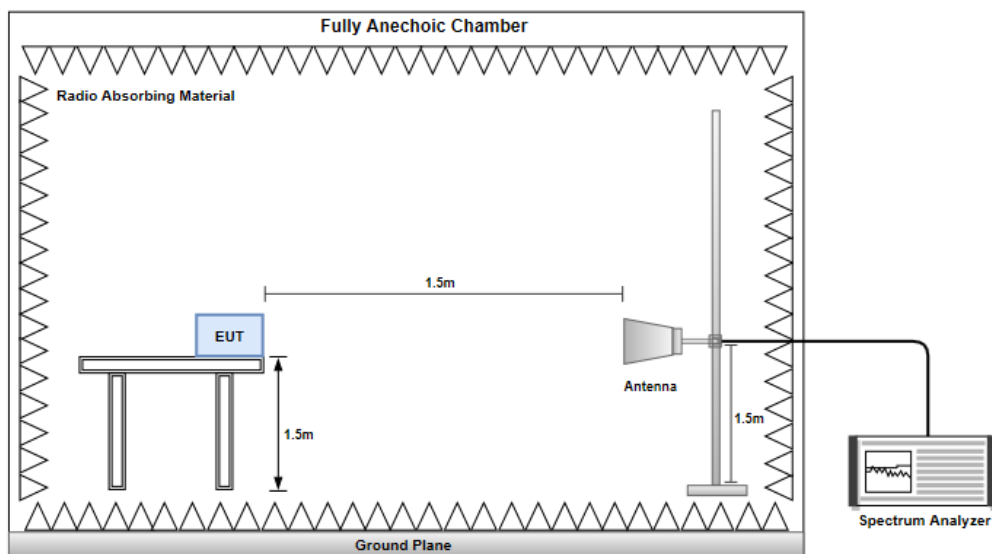 Fully Anechoic Chamber
Radio Absorbing Material
1.5m
EUT
Antenna
1.5m
1.5m
Spectrum Analyzer
Ground Plane